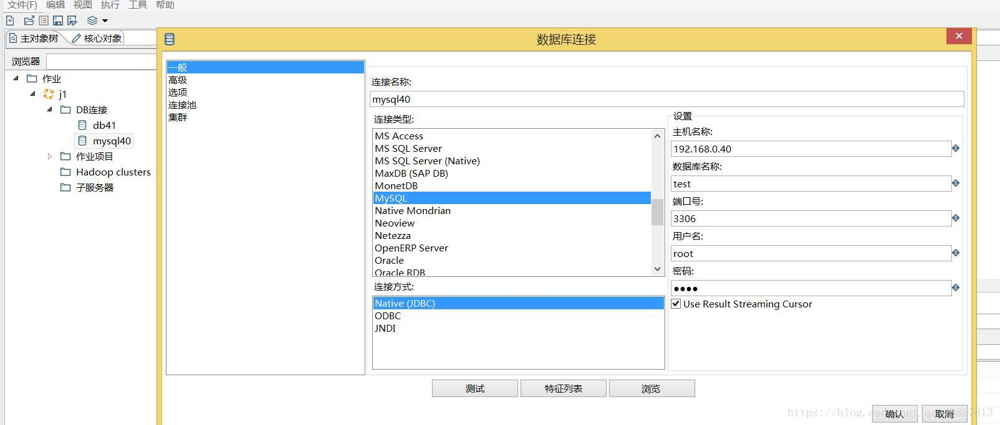 文件(F) 编辑 视图 执行 工具 帮助
主对象树 核心对象
浏览器
作业
j1
DB连接
db41
mysql40
作业项目
Hadoop clusters
子服务器
数据库连接
一般
高级
选项
连接池
集群
连接名称:
mysql40
连接类型:
MS Access
MS SQL Server
MS SQL Server (Native)
MaxDB (SAP DB)
MonetDB
MySQL
Native Mondrian
Neoview
Netezza
OpenERP Server
Oracle
Oracle RDB
连接方式:
Native (JDBC)
ODBC
JNDI
设置
主机名称:
192.168.0.40
数据库名称:
test
端口号:
3306
用户名:
root
密码:
●●●●
Use Result Streaming Cursor
测试 特征列表 浏览
确认 取消